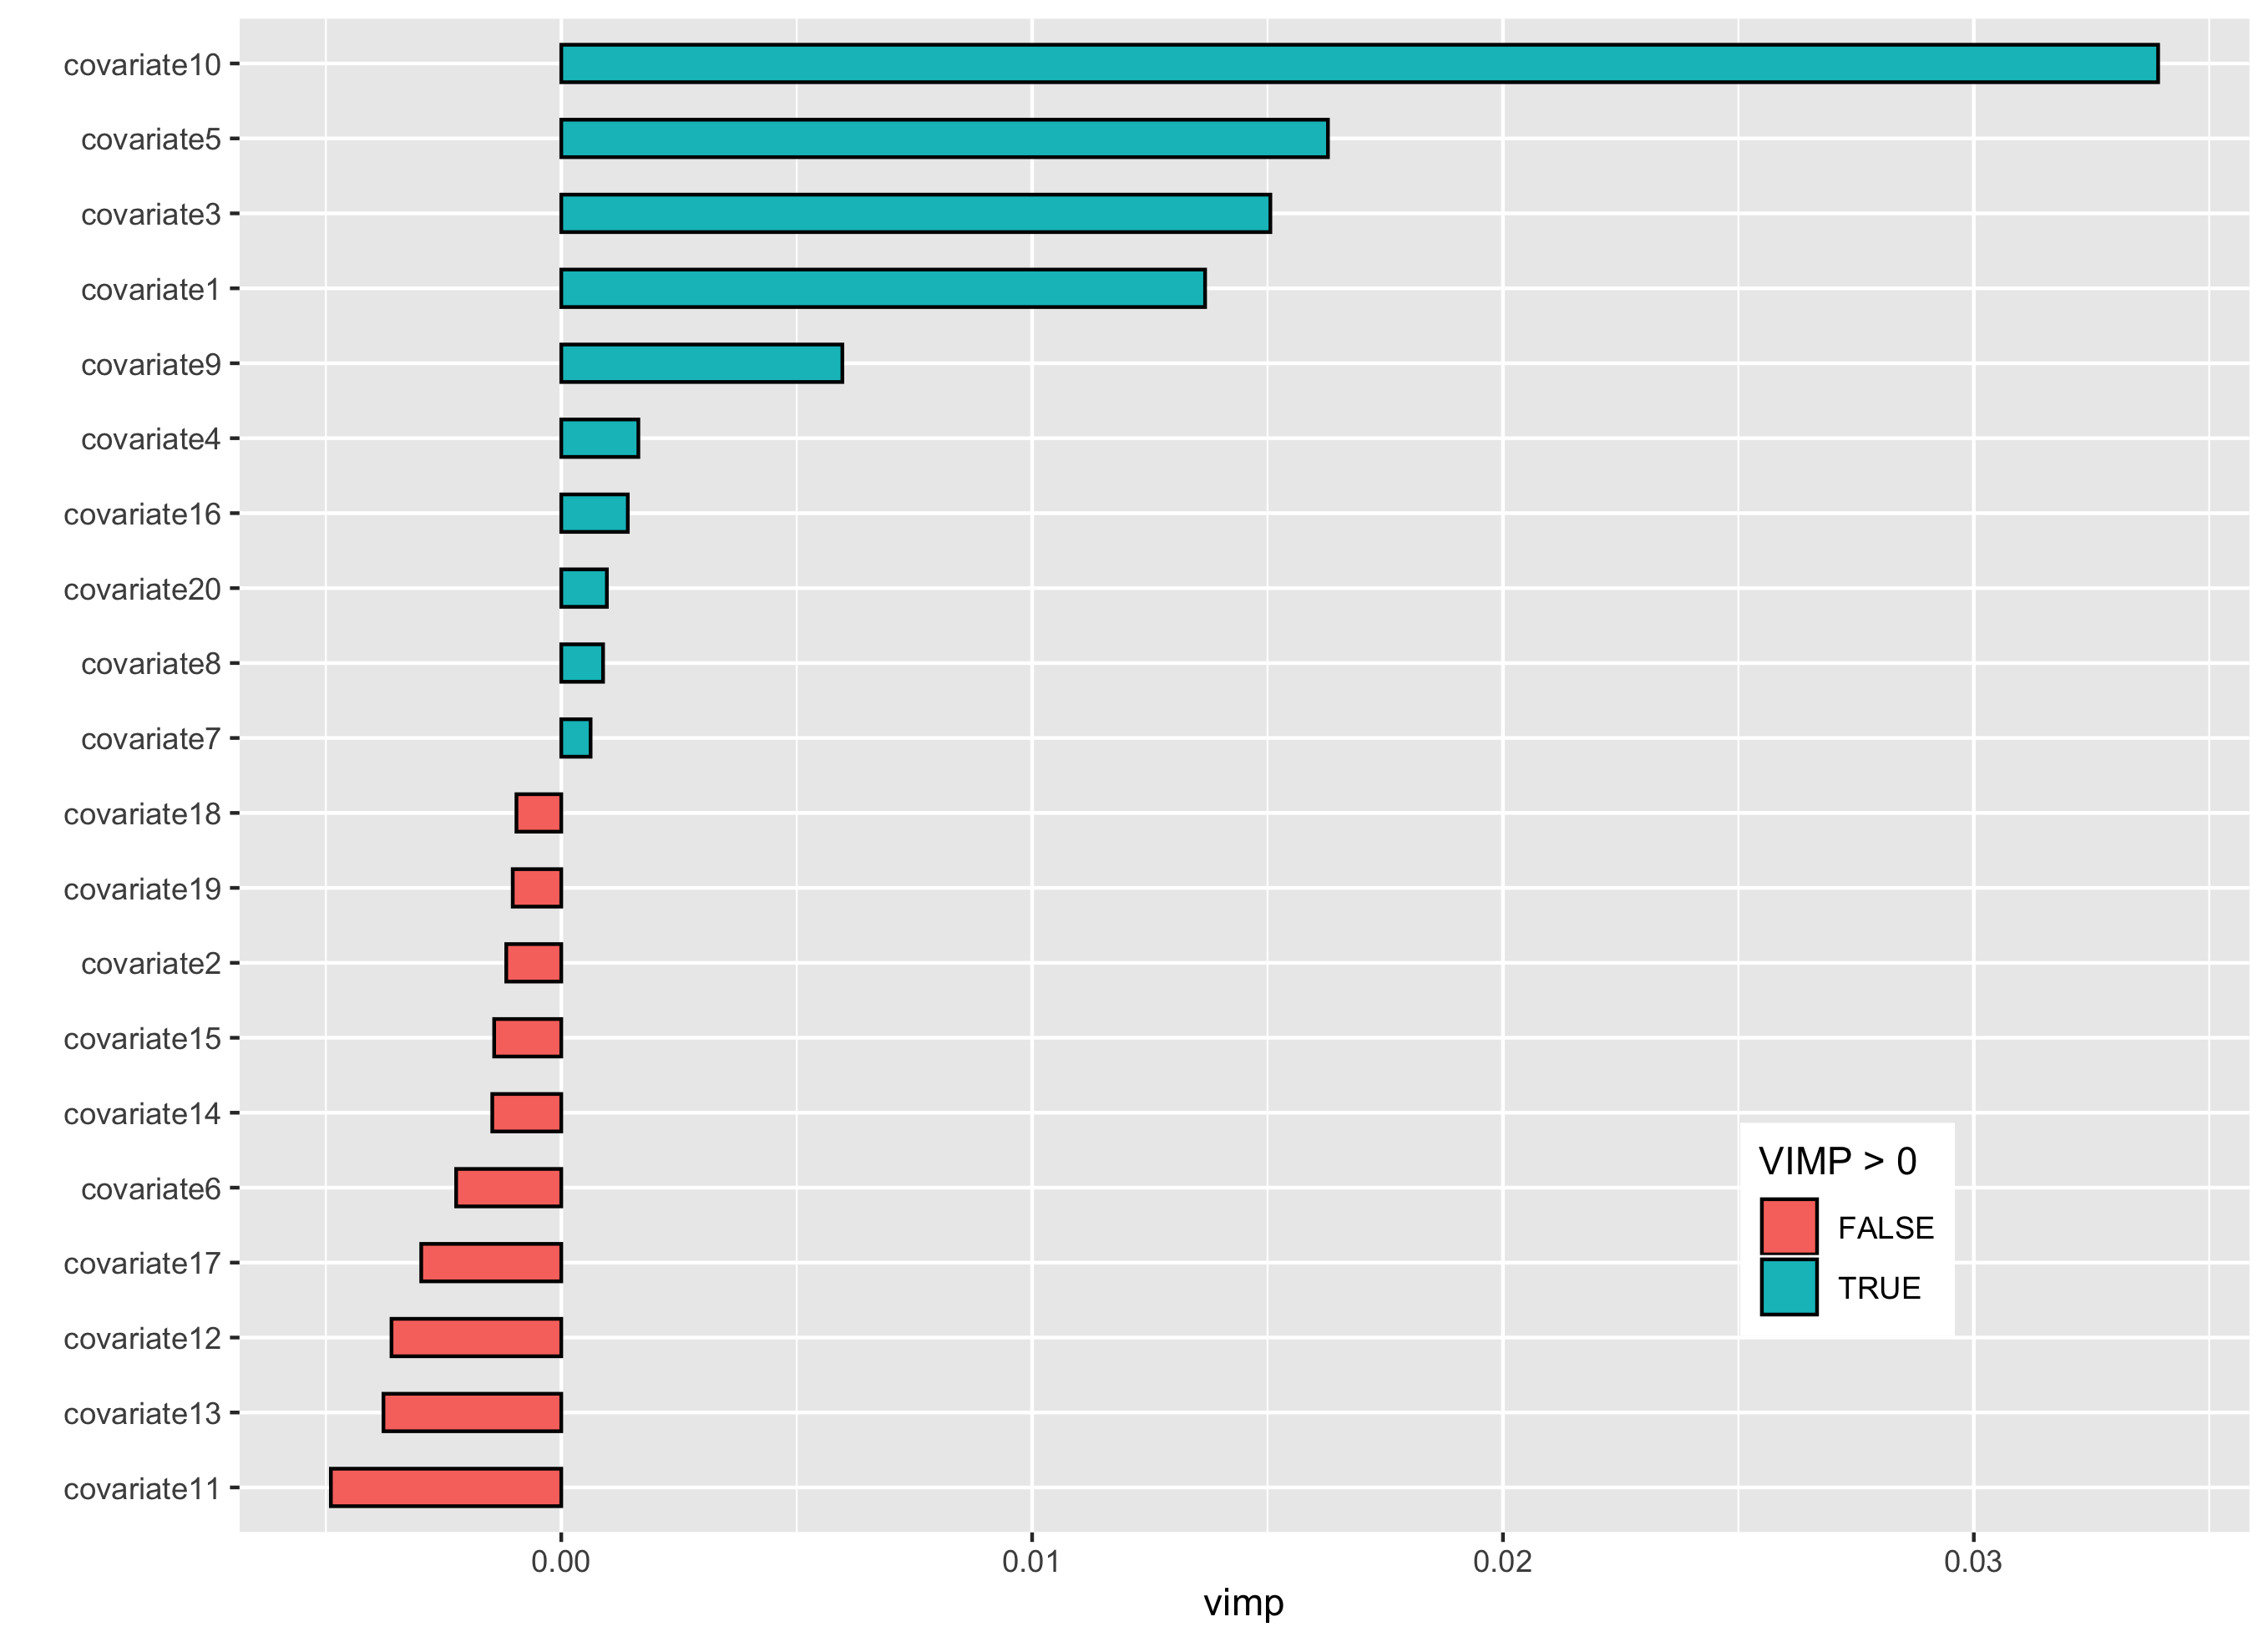 covariate10
covariate5
covariate3
covariate1
covariate9
covariate4
covariate16
covariate20
covariate8
covariate7
covariate18
covariate19
covariate2
covariate15
covariate14
covariate6
covariate17
covariate12
covariate13
covariate11
VIMP > 0
FALSE
TRUE
0.00 0.01 0.02 0.03
vimp